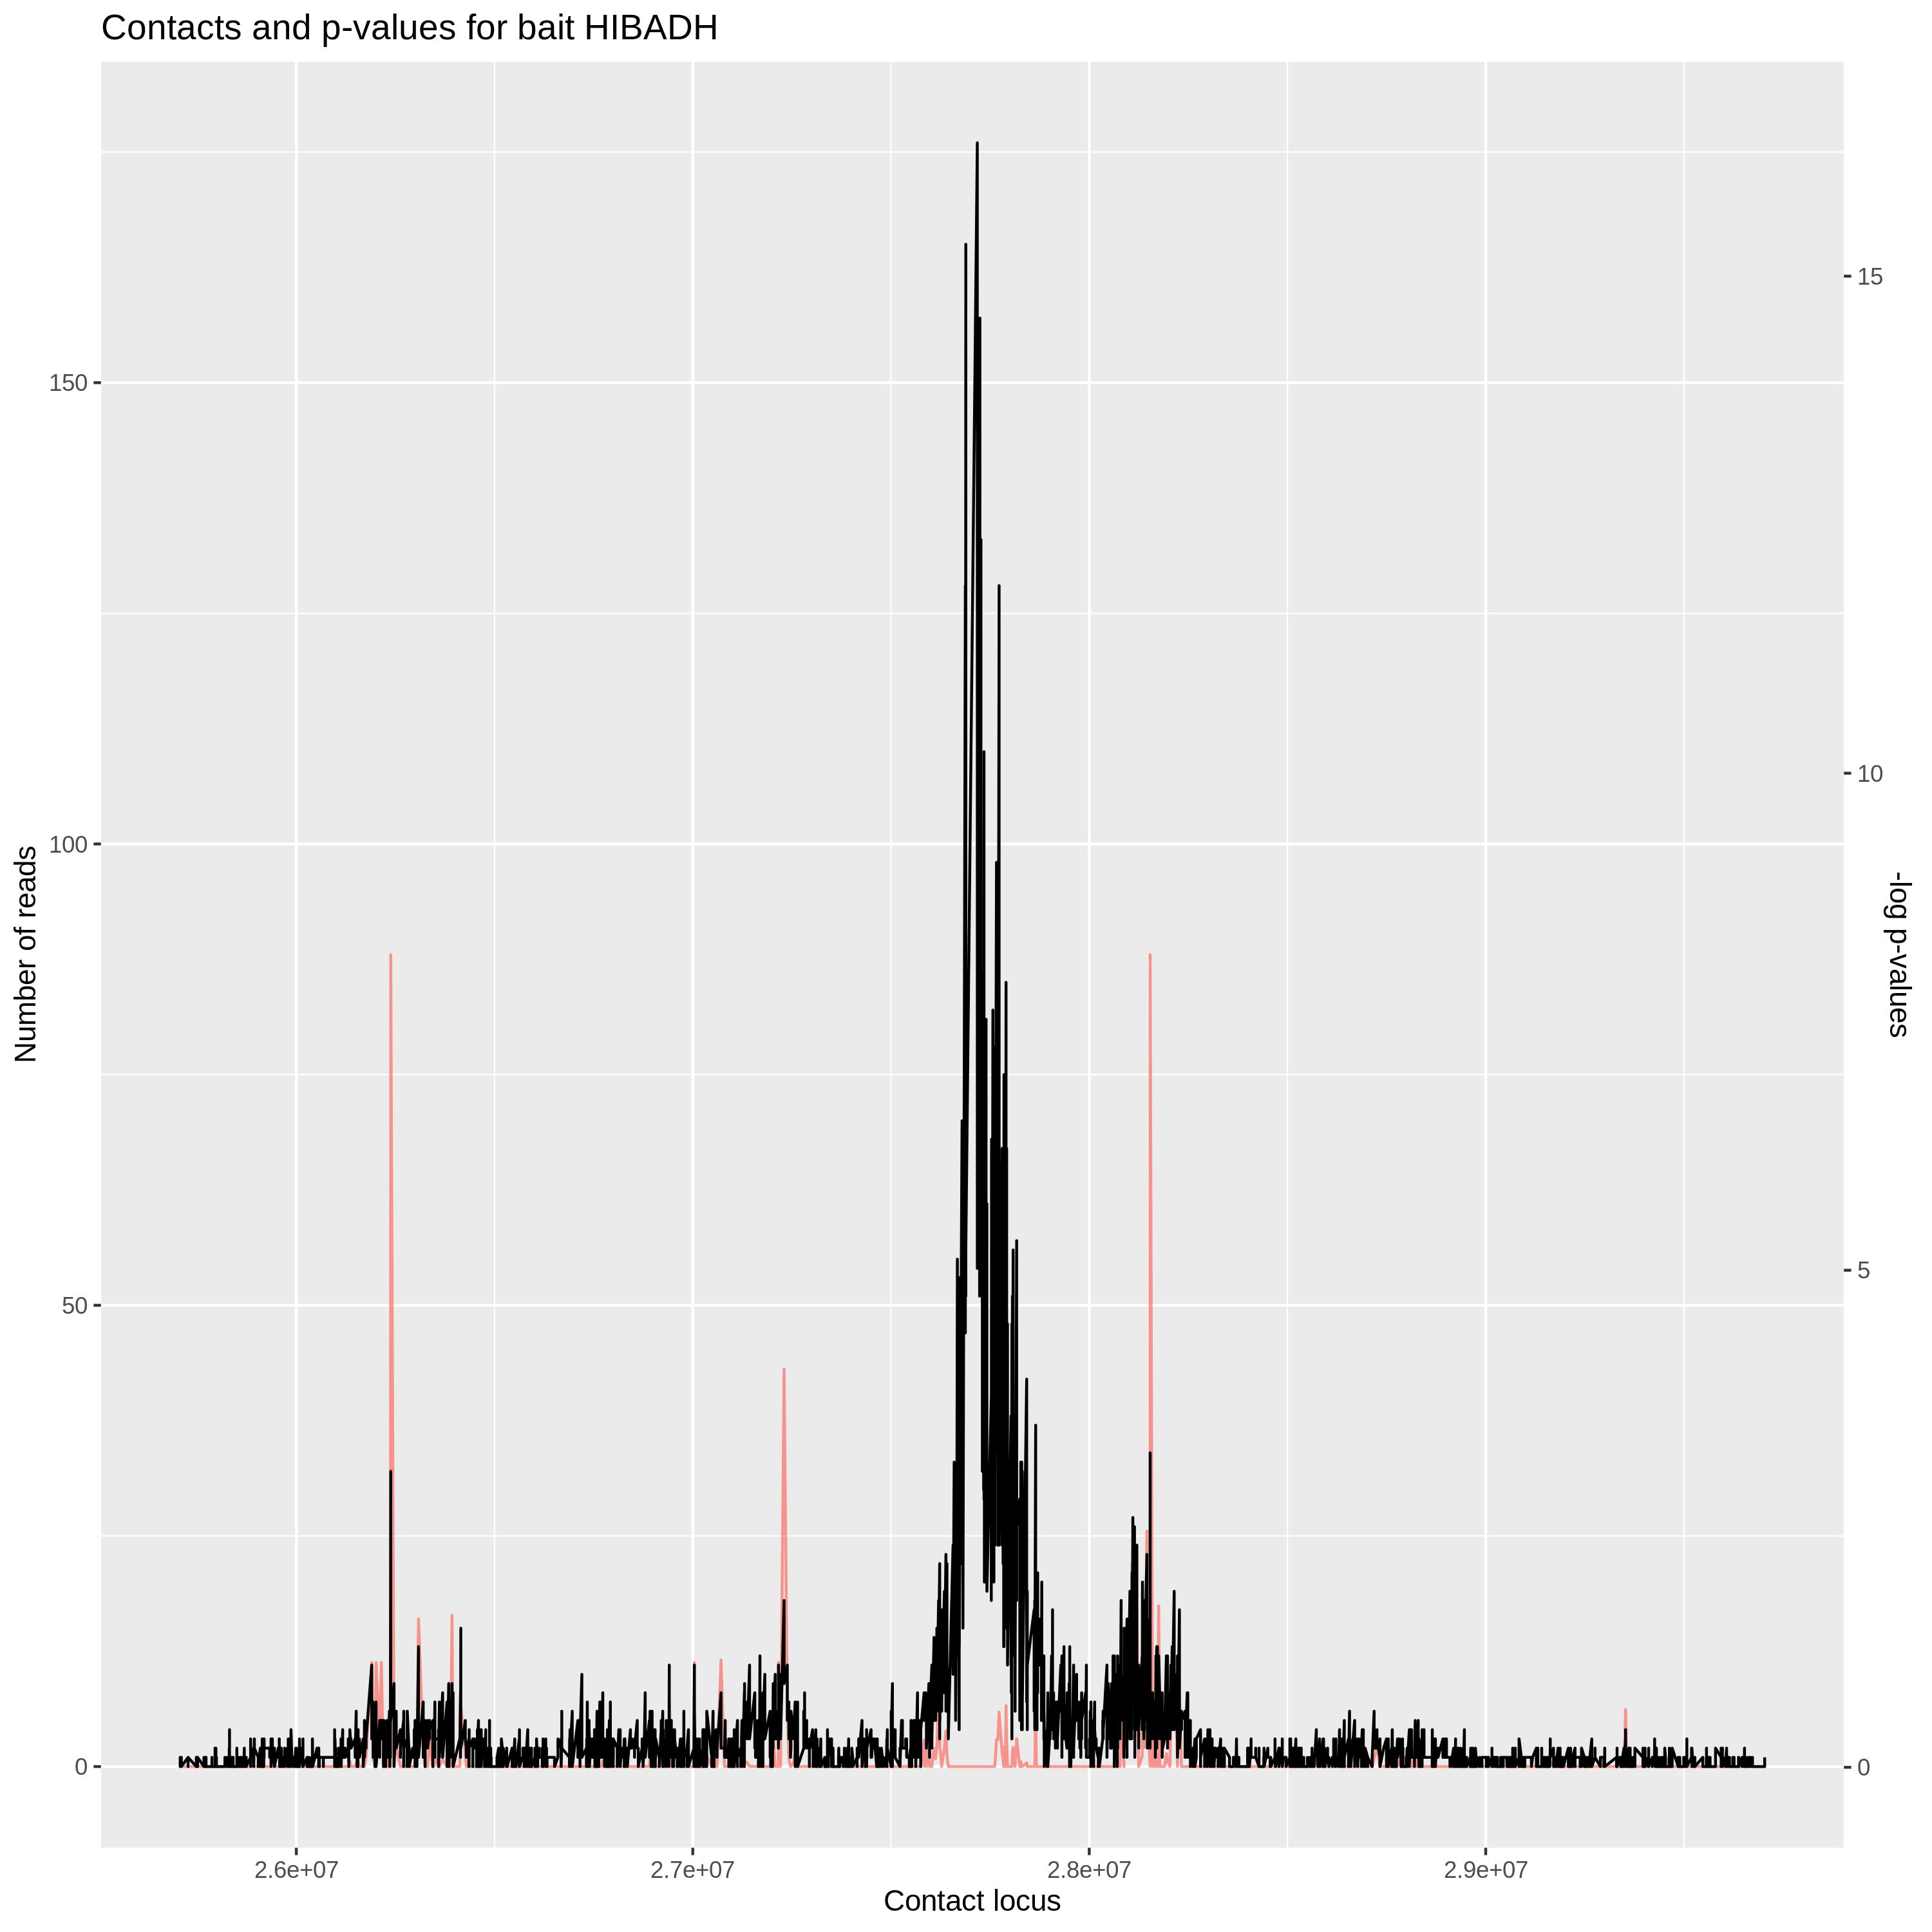 Contacts and p-values for bait HIBADH
Number of reads
150
100
50
0
15
10
5
0
-log p-values
2.6e+07 2.7e+07 2.8e+07 2.9e+07
Contact locus